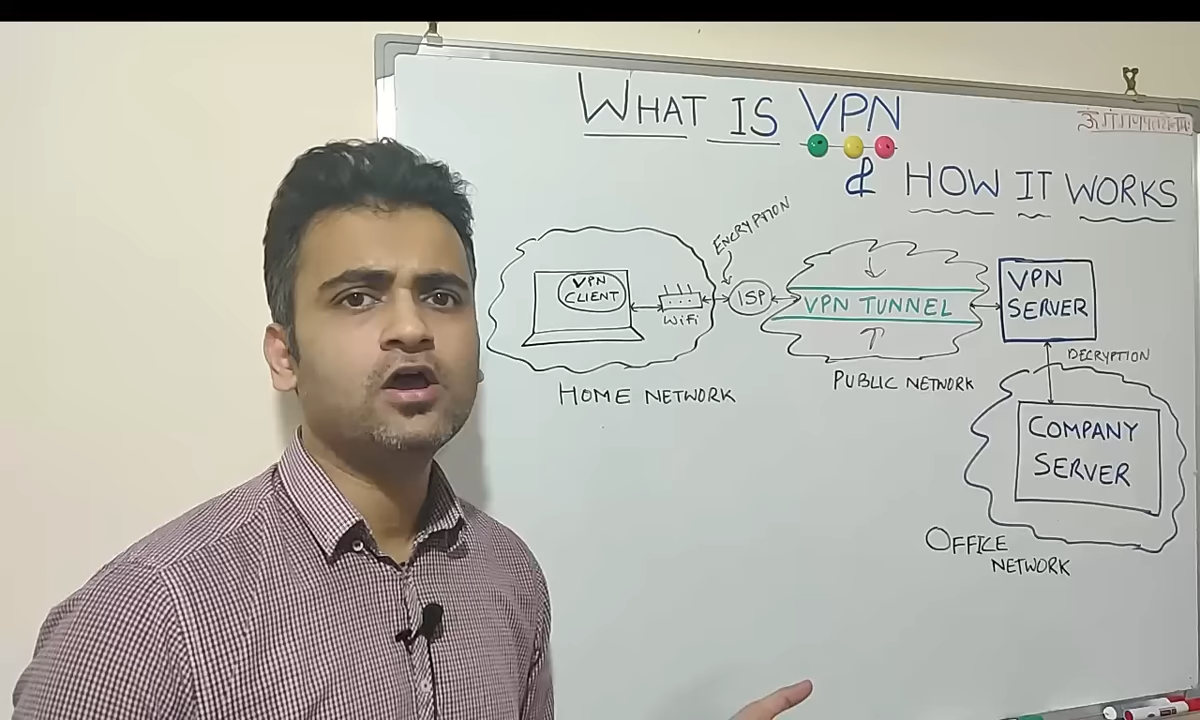 WHAT IS VPN
& HOW IT WORKS
ENCRYPTION
VPN
CLIENT
WiFi
ISP
VPN TUNNEL
VPN
SERVER
DECRYPTION
HOME NETWORK
PUBLIC NETWORK
COMPANY
SERVER
OFFICE
NETWORK